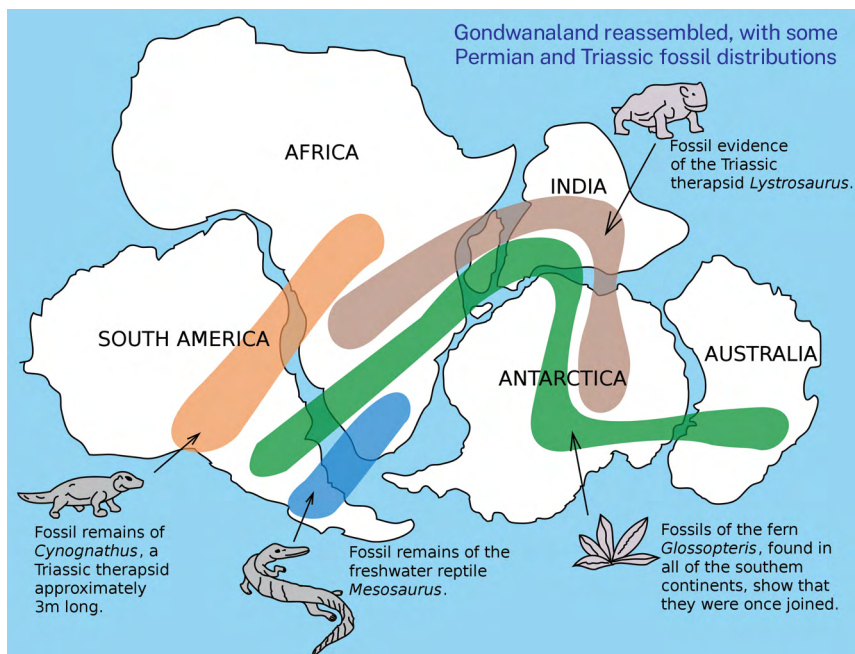 Gondwanaland reassembled, with some
Permian and Triassic fossil distributions
AFRICA
INDIA
Fossil evidence
of the Triassic
therapsid Lystrosaurus.
SOUTH AMERICA
ANTARCTICA
AUSTRALIA
Fossil remains of
Cynognathus, a
Triassic therapsid
approximately
3m long.
Fossil remains of the
freshwater reptile
Mesosaurus.
Fossils of the fern
Glossopteris, found in
all of the southem
continents, show that
they were once joined.